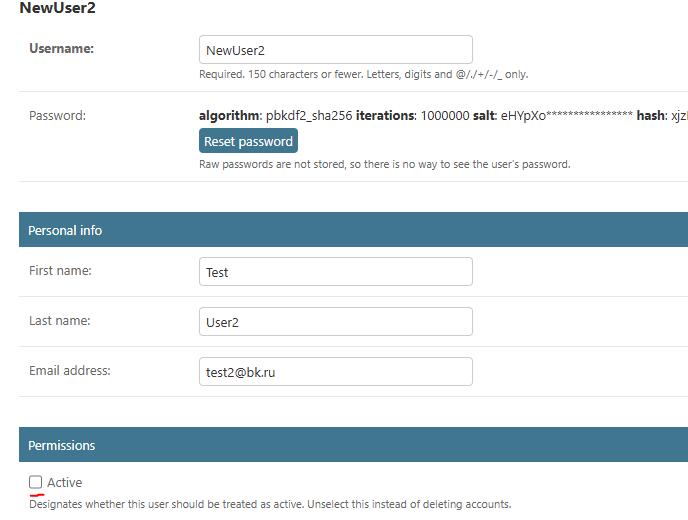 NewUser2
Username:
NewUser2
Required. 150 characters or fewer. Letters, digits and @/./+/-/_ only.
Password:
algorithm: pbkdf2_sha256 iterations: 1000000 salt: eHYpXo**************** hash:
Reset password
Raw passwords are not stored, so there is no way to see the user's password.
Personal info
First name:
Test
Last name:
User2
Email address:
test2@bk.ru
Permissions
Active
Designates whether this user should be treated as active. Unselect this instead of deleting accounts.